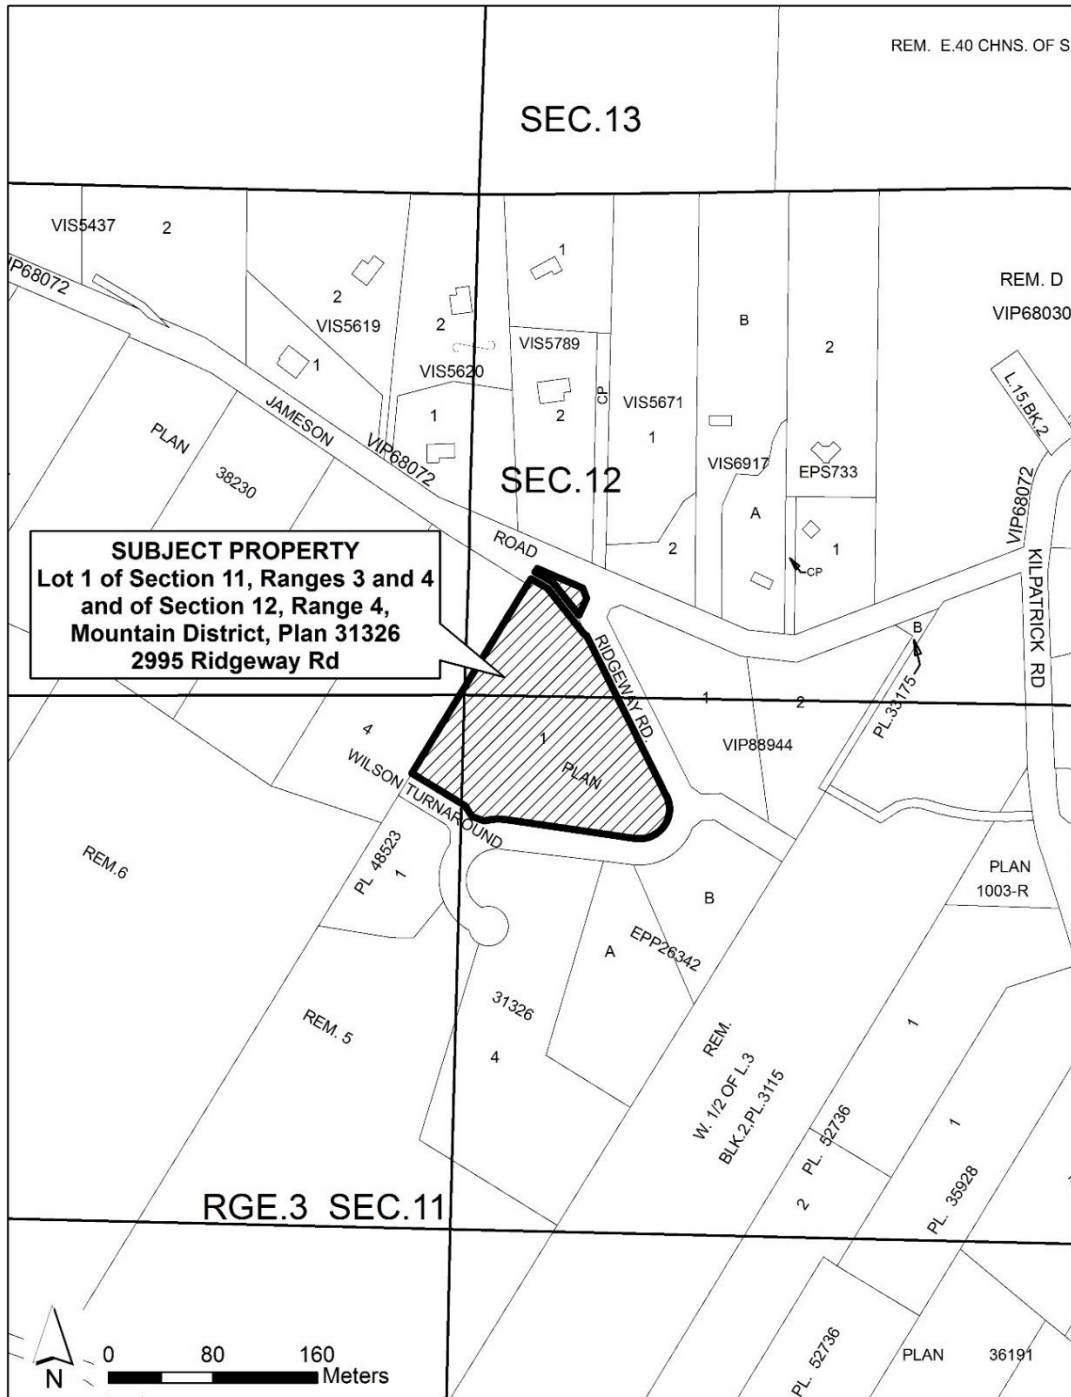 REM. E.40 CHNS. OF S
SEC.13
VIS5437
2
VIP68072
2
VIS5619
1
2
VIS5620
1
1
VIS5789
2
CP
VIS5671
1
2
B
VIS6917
A
2
EPS733
1
CP
REM. D
VIP68030
L.15,BK.2
VIP68072
KILPATRICK RD
JAMESON
VIP68072
ROAD
PLAN
38230
SEC.12
SUBJECT PROPERTY
Lot 1 of Section 11, Ranges 3 and 4
and of Section 12, Range 4,
Mountain District, Plan 31326
2995 Ridgeway Rd
RIDGEWAY RD.
B
PL.33175
1
2
VIP88944
4
1
PLAN
WILSON TURNAROUND
REM.6
PL. 48523
1
PLAN
1003-R
B
EPP26342
A
31326
4
REM. 5
REM.
W. 1/2 OF L.3
BLK.2,PL.3115
1
PL. 52736
2
1
PL. 35928
RGE.3 SEC.11
PL. 52736
PLAN 36191
N
0 80 160
Meters